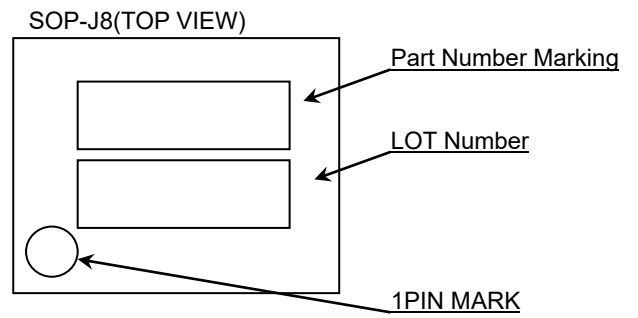 SOP-J8(TOP VIEW)
Part Number Marking
LOT Number
1PIN MARK